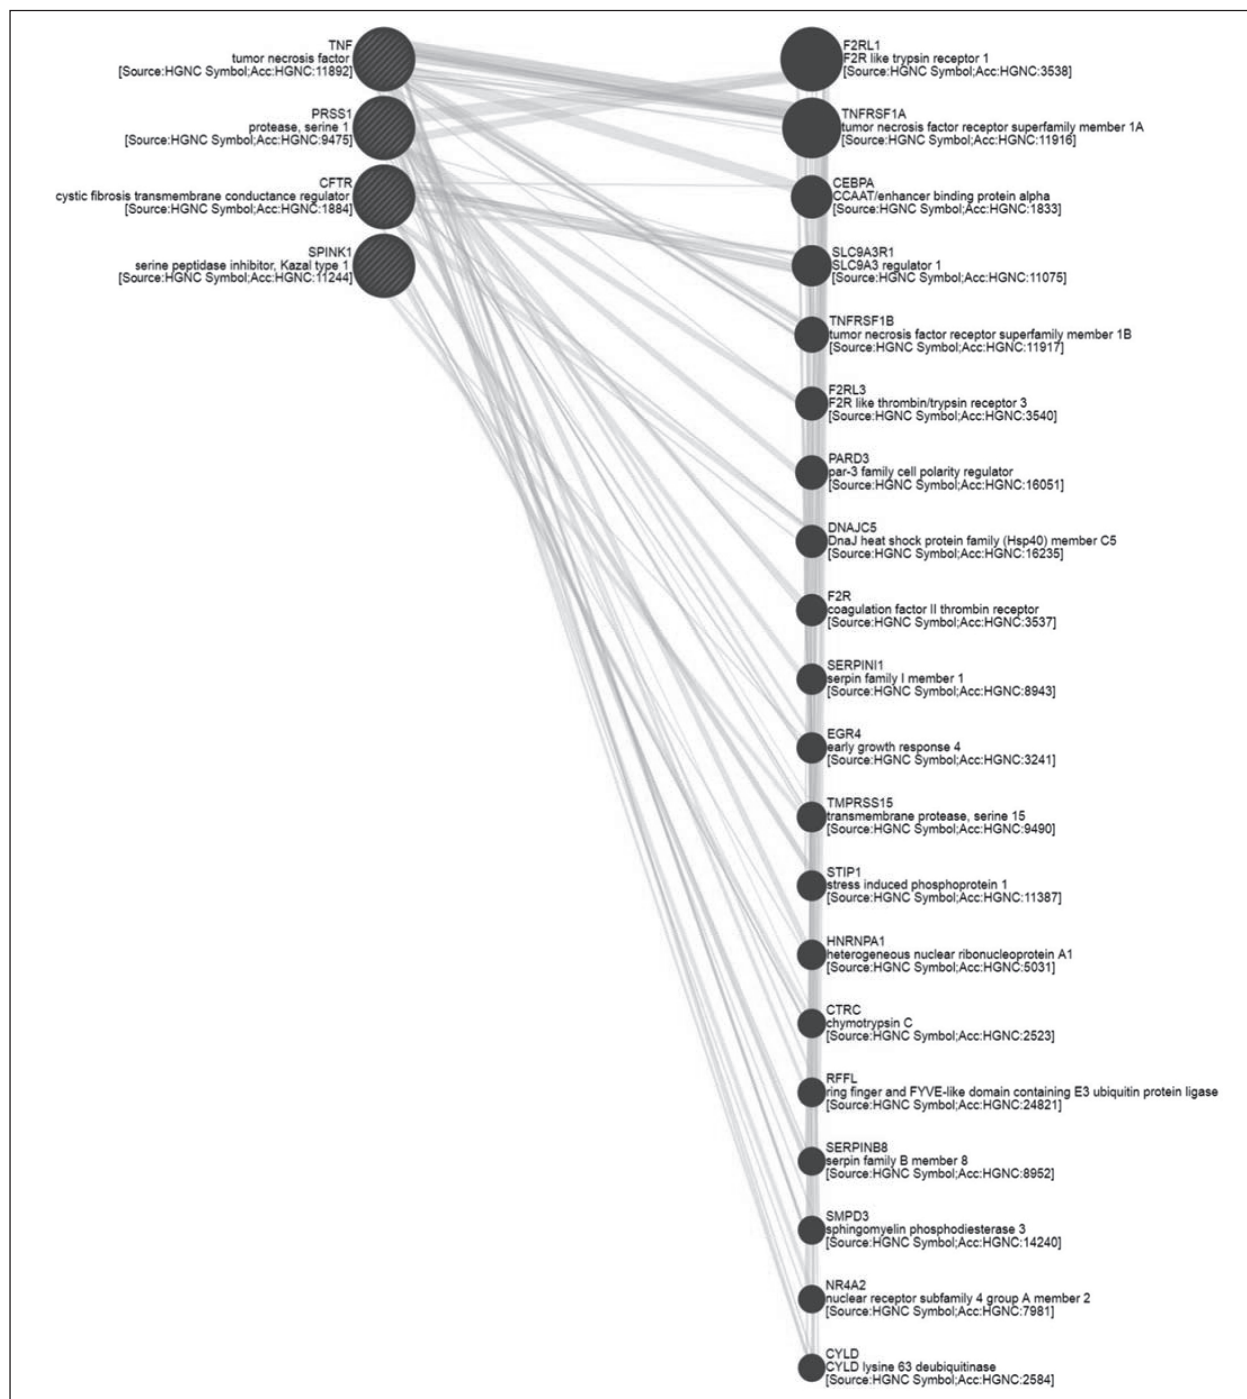 TNF
tumor necrosis factor
[Source:HGNC Symbol;Acc:HGNC:11892]
PRSS1
protease, serine 1
[Source:HGNC Symbol;Acc:HGNC:9475]
CFTR
cystic fibrosis transmembrane conductance regulator
[Source:HGNC Symbol;Acc:HGNC:1884]
SPINK1
serine peptidase inhibitor, Kazal type 1
[Source:HGNC Symbol;Acc:HGNC:11244]
F2RL1
F2R like trypsin receptor 1
[Source:HGNC Symbol;Acc:HGNC:3538]
TNFRSF1A
tumor necrosis factor receptor superfamily member 1A
[Source:HGNC Symbol;Acc:HGNC:11916]
CEBPA
CCAAT/enhancer binding protein alpha
[Source:HGNC Symbol;Acc:HGNC:1833]
SLC9A3R1
SLC9A3 regulator 1
[Source:HGNC Symbol;Acc:HGNC:11075]
TNFRSF1B
tumor necrosis factor receptor superfamily member 1B
[Source:HGNC Symbol;Acc:HGNC:11917]
F2RL3
F2R like thrombin/trypsin receptor 3
[Source:HGNC Symbol;Acc:HGNC:3540]
PARD3
par-3 family cell polarity regulator
[Source:HGNC Symbol;Acc:HGNC:16051]
DNAJC5
DnaJ heat shock protein family (Hsp40) member C5
[Source:HGNC Symbol;Acc:HGNC:16235]
F2R
coagulation factor II thrombin receptor
[Source:HGNC Symbol;Acc:HGNC:3537]
SERPINI1
serpin family I member 1
[Source:HGNC Symbol;Acc:HGNC:8943]
EGR4
early growth response 4
[Source:HGNC Symbol;Acc:HGNC:3241]
TMPRSS15
transmembrane protease, serine 15
[Source:HGNC Symbol;Acc:HGNC:9490]
STIP1
stress induced phosphoprotein 1
[Source:HGNC Symbol;Acc:HGNC:11387]
HNRNPA1
heterogeneous nuclear ribonucleoprotein A1
[Source:HGNC Symbol;Acc:HGNC:5031]
CTRC
chymotrypsin C
[Source:HGNC Symbol;Acc:HGNC:2523]
RFFL
ring finger and FYVE-like domain containing E3 ubiquitin protein ligase
[Source:HGNC Symbol;Acc:HGNC:24821]
SERPINB8
serpin family B member 8
[Source:HGNC Symbol;Acc:HGNC:8952]
SMPD3
sphingomyelin phosphodiesterase 3
[Source:HGNC Symbol;Acc:HGNC:14240]
NR4A2
nuclear receptor subfamily 4 group A member 2
[Source:HGNC Symbol;Acc:HGNC:7981]
CYLD
CYLD lysine 63 deubiquitinase
[Source:HGNC Symbol;Acc:HGNC:2584]